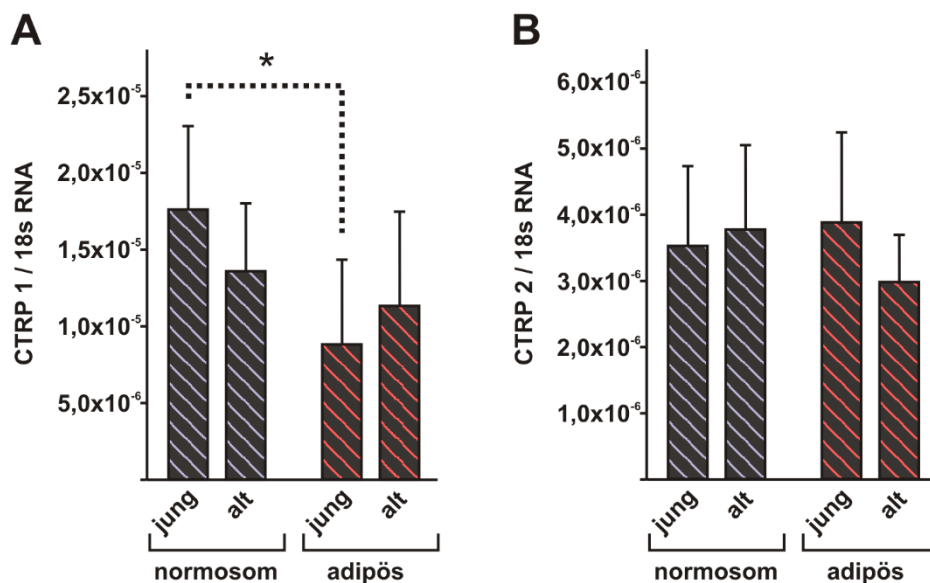 A
CTRP 1 / 18s RNA
2,5x10⁻⁵
2,0x10⁻⁵
1,5x10⁻⁵
1,0x10⁻⁵
5,0x10⁻⁶
*
jung
alt
jung
alt
normosom
adipös
B
CTRP 2 / 18s RNA
6,0x10⁻⁶
5,0x10⁻⁶
4,0x10⁻⁶
3,0x10⁻⁶
2,0x10⁻⁶
1,0x10⁻⁶
jung
alt
jung
alt
normosom
adipös